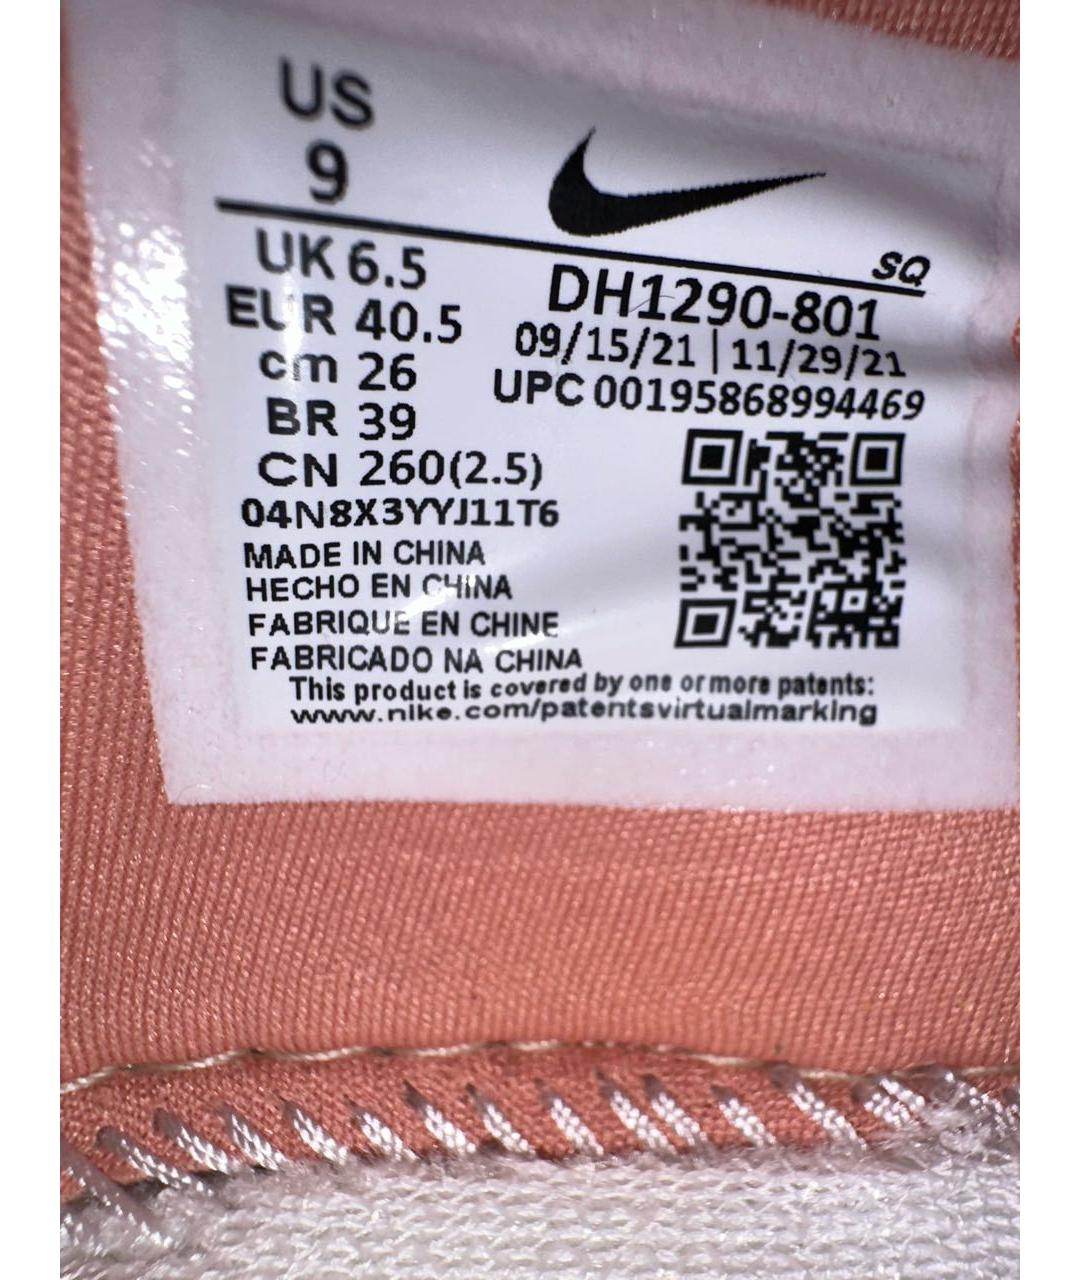 US
9
UK 6.5
EUR 40.5
cm 26
BR 39
CN 260(2.5)
04N8X3YYJ11T6
MADE IN CHINA
HECHO EN CHINA
FABRIQUE EN CHINE
FABRICADO NA CHINA
SQ
DH1290-801
09/15/21 | 11/29/21
UPC 00195868994469
This product is covered by one or more patents:
www.nike.com/patentsvirtualmarking